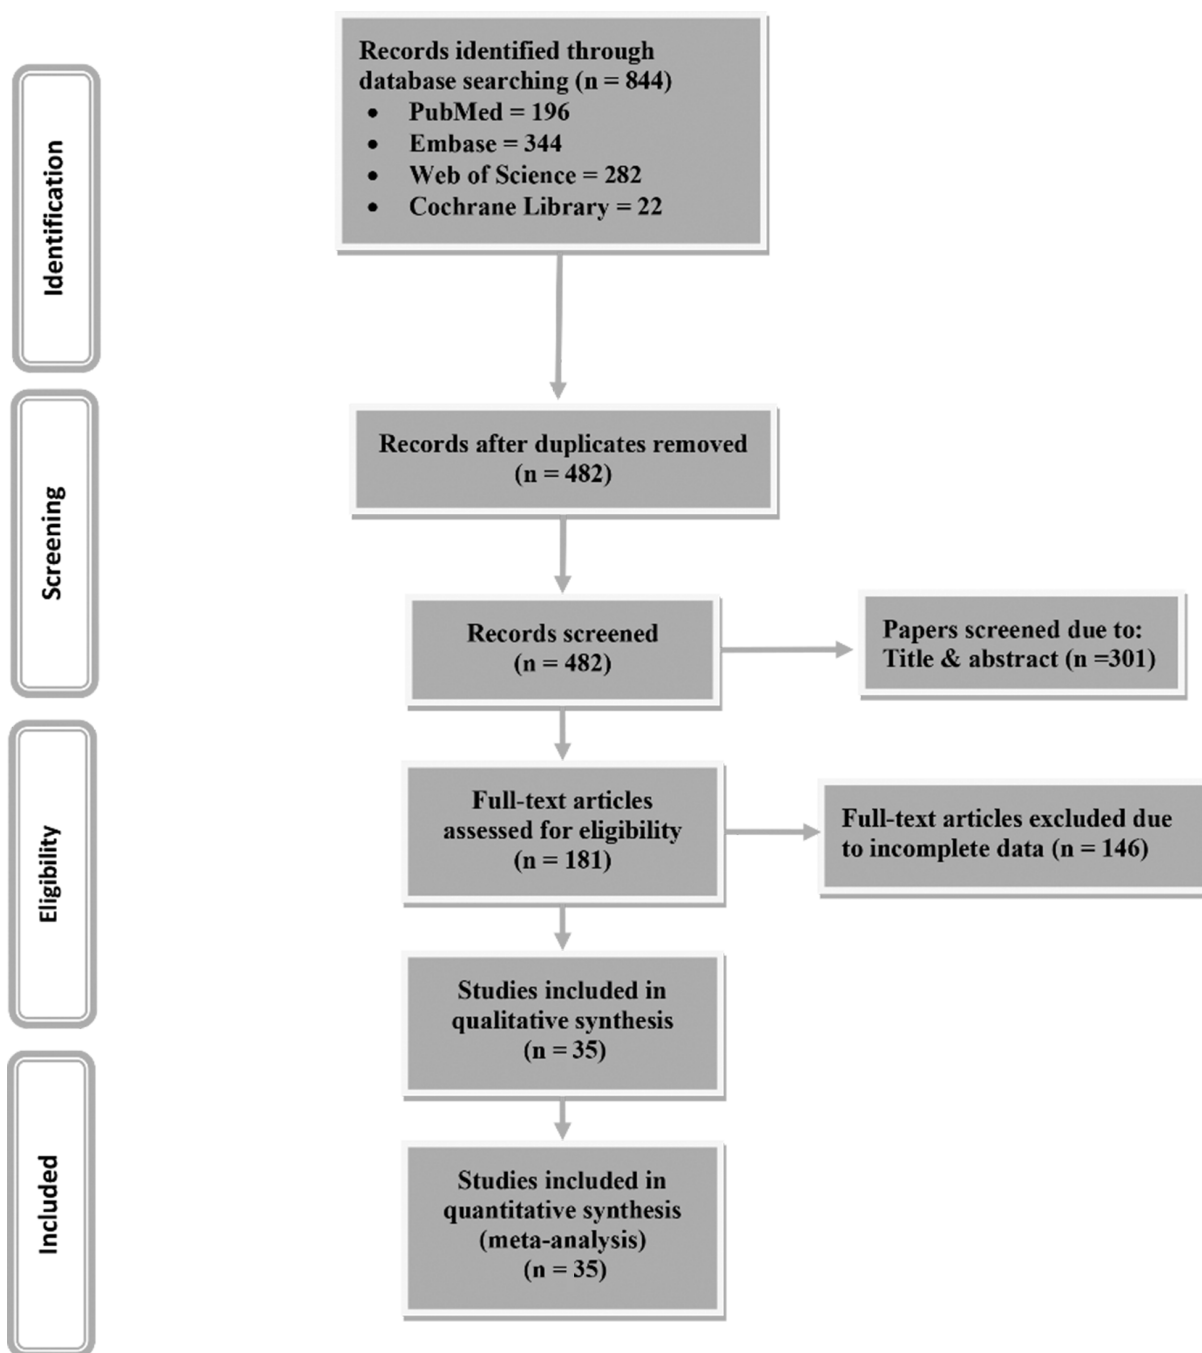 Identification
Records identified through
database searching (n = 844)
• PubMed = 196
• Embase = 344
• Web of Science = 282
• Cochrane Library = 22
Screening
Records after duplicates removed
(n = 482)
Records screened
(n = 482)
Papers screened due to:
Title & abstract (n =301)
Eligibility
Full-text articles
assessed for eligibility
(n = 181)
Full-text articles excluded due
to incomplete data (n = 146)
Studies included in
qualitative synthesis
(n = 35)
Included
Studies included in
quantitative synthesis
(meta-analysis)
(n = 35)